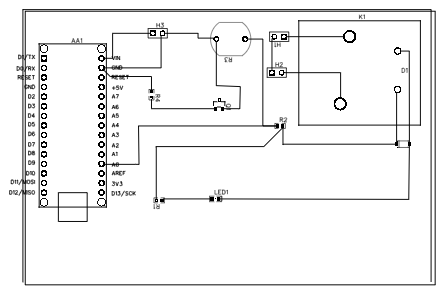 AA1
H3
K1
D1/TX
VIN
D0/RX
GND
RESET
RESET
GND
+5V
D2
A7
D3
A6
D4
A5
D5
A4
D6
A3
D7
A2
D8
A1
D9
A0
D10
AREF
D11/MOSI
3V3
D12/MISO
D13/SCK
R3
H1
H2
D1
R4
R2
R1
LED1